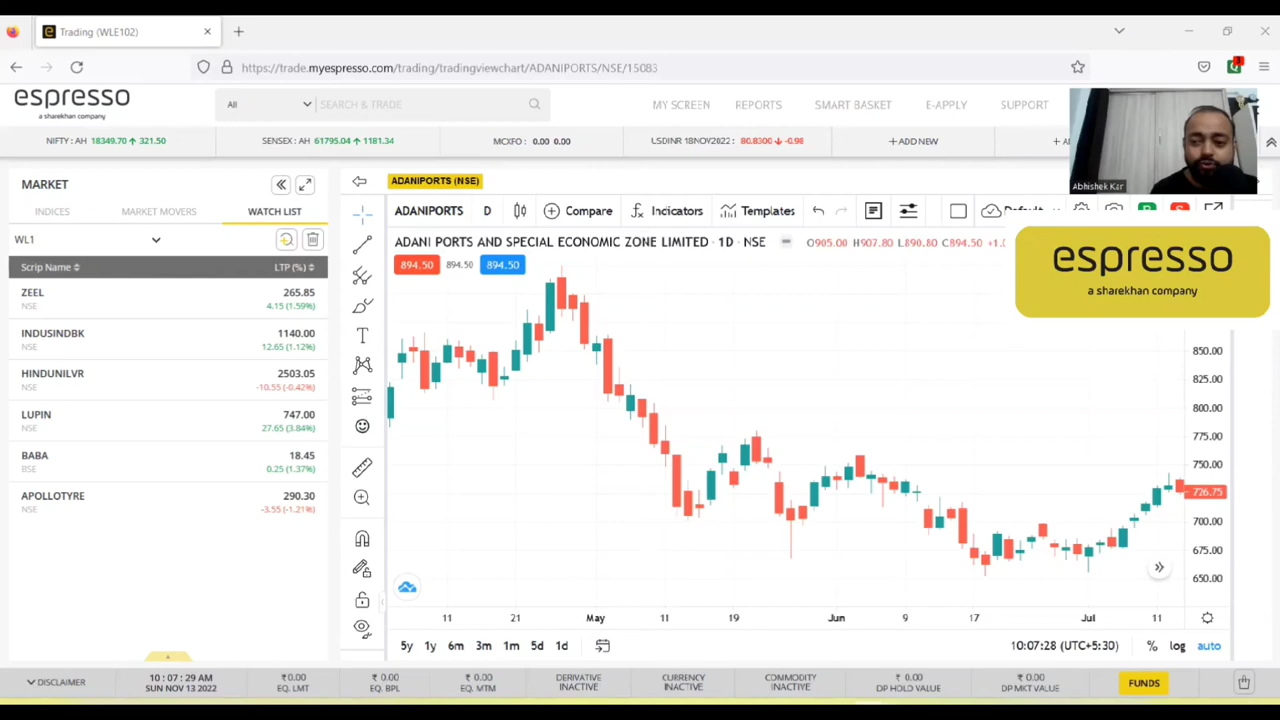 Trading (WLE102)
https://trade.myespresso.com/trading/tradingviewchart/ADANIPORTS/NSE/15083
espresso
a sharekhan company
All
SEARCH & TRADE
MY SCREEN
REPORTS
SMART BASKET
E-APPLY
SUPPORT
NIFTY : AH 18349.70 ↑ 321.50
SENSEX : AH 61795.04 ↑ 1181.34
MCXFO: 0.00 0.00
USDINR 18NOV2022 : 80.8300 ↓ -0.98
+ ADD NEW
Abhishek Kar
MARKET
INDICES
MARKET MOVERS
WATCH LIST
WL1
Scrip Name
LTP (%)
ZEEL 265.85
NSE 4.15 (1.59%)
INDUSINDBK 1140.00
NSE 12.65 (1.12%)
HINDUNILVR 2503.05
NSE -10.55 (-0.42%)
LUPIN 747.00
NSE 27.65 (3.84%)
BABA 18.45
BSE 0.25 (1.37%)
APOLLOTYRE 290.30
NSE -3.55 (-1.21%)
ADANIPORTS (NSE)
ADANIPORTS D Compare Indicators Templates
ADANI PORTS AND SPECIAL ECONOMIC ZONE LIMITED · 1D · NSE O905.00 H907.80 L890.80 C894.50
894.50 894.50 894.50
espresso
a sharekhan company
850.00
825.00
800.00
775.00
750.00
726.75
700.00
675.00
650.00
11 21 May 11 19 Jun 9 17 Jul 11
5y 1y 6m 3m 1m 5d 1d
10:07:28 (UTC+5:30) % log auto
DISCLAIMER
10 : 07 : 29 AM
SUN NOV 13 2022
₹ 0.00
EQ. LMT
₹ 0.00
EQ. BPL
₹ 0.00
EQ. MTM
DERIVATIVE
INACTIVE
CURRENCY
INACTIVE
COMMODITY
INACTIVE
₹ 0.00
DP HOLD VALUE
₹ 0.00
DP MKT VALUE
FUNDS